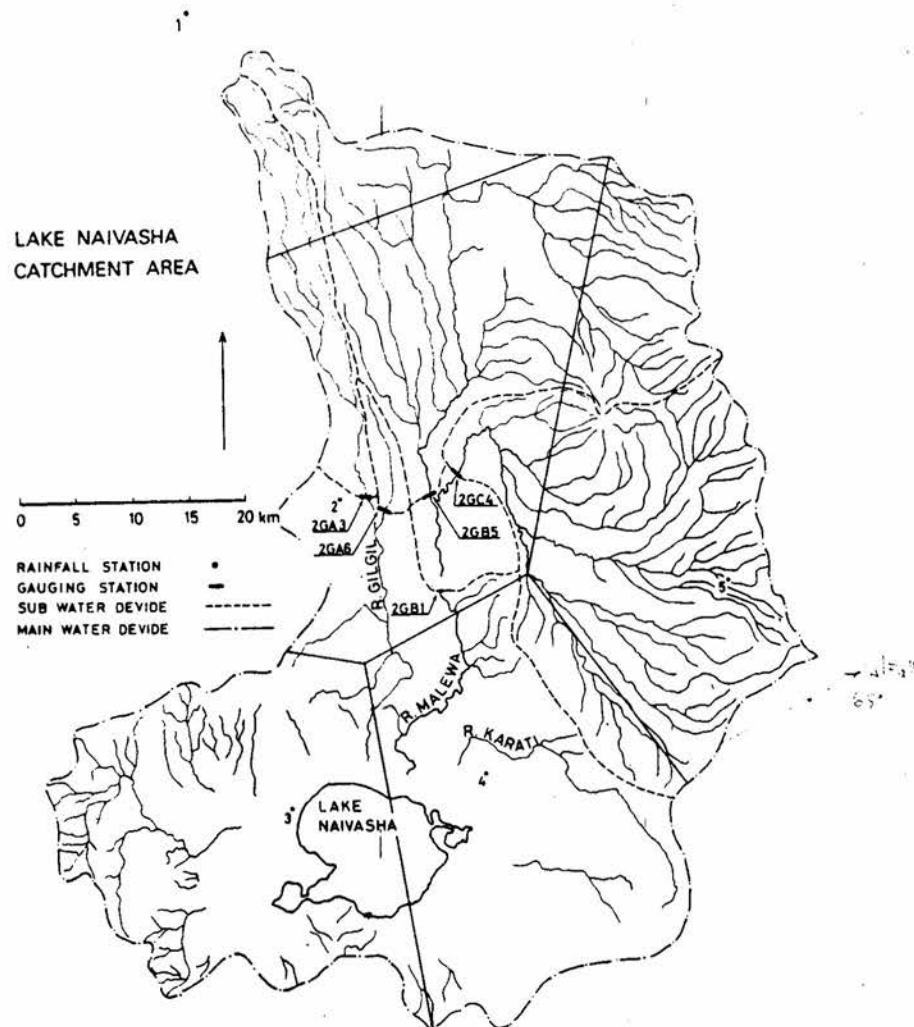 1
LAKE NAIVASHA
CATCHMENT AREA
0 5 10 15 20 km
RAINFALL STATION
GAUGING STATION
SUB WATER DEVIDE
MAIN WATER DEVIDE
2
2GA3
2GA6
R. GILGIL
2GC4
2GB5
2GB1
5
R. MALEWA
R. KARATI
4
3
LAKE
NAIVASHA